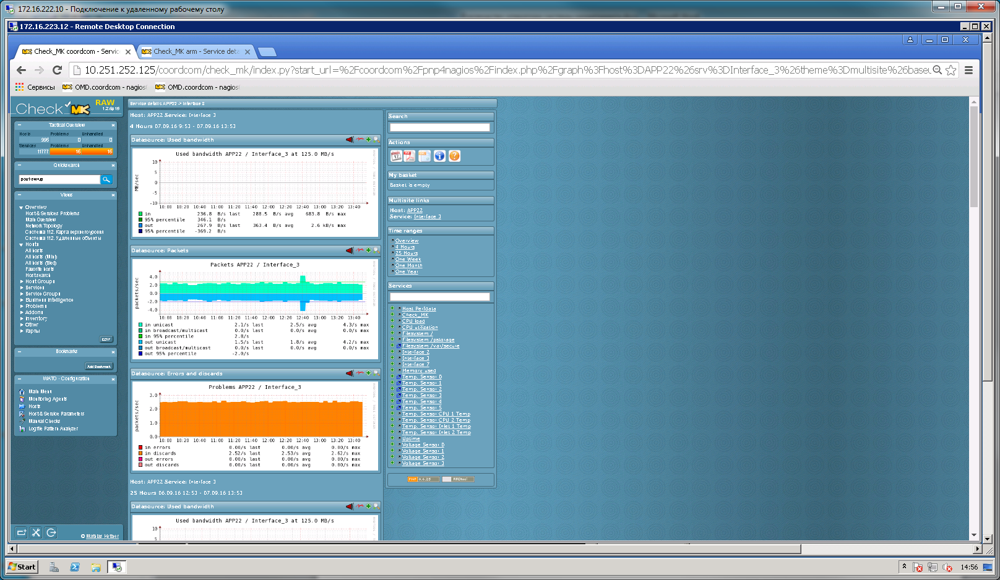 172.16.222.10 - Подключение к удаленному рабочему столу
172.16.223.12 - Remote Desktop Connection
Check_MK coordcom - Servic
Check_MK arm - Service deta
10.251.252.125/coordcom/check_mk/index.py?start_url=%2Fcoordcom%2Fpnp4nagios%2Findex.php%2Fgraph%3Fhost%3DAPP22%26srv%3DInterface_3%26theme%3Dmultisite%26baseU
Сервисы
OMD.coordcom - nagios
OMD.coordcom - nagios
Check MK
RAW
1.2.6p15
Tactical Overview
Hosts Problems Unhandled
995 0 0
Services Problems Unhandled
11777 16 16
Quicksearch
pout-sw-up
Views
Overview
Host & Services Problems
Main Overview
Network Topology
Система 112. Карта верхнего уровня
Система 112. Удаленные объекты
Hosts
All hosts
All hosts (Mini)
All hosts (tiled)
Favorite hosts
Host search
Host Groups
Services
Service Groups
Business Intelligence
Problems
Addons
Inventory
Other
Карты
EDIT
Bookmarks
Add Bookmark
WATO - Configuration
Main Menu
Monitoring Agents
Hosts
Host & Service Parameters
Manual Checks
Logfile Pattern Analyzer
© Mathias Kettner
Service details APP22 -> Interface 3
Host: APP22 Service: Interface 3
4 Hours 07.09.16 9:53 - 07.09.16 13:53
Datasource: Used bandwidth
Used bandwidth APP22 / Interface_3 at 125.0 MB/s
MB/sec
10
5
0
-5
-10
10:00 10:20 10:40 11:00 11:20 11:40 12:00 12:20 12:40 13:00 13:20 13:40
in 236.8 B/s last 288.5 B/s avg 683.8 B/s max
95% percentile 346.1 B/s
out 267.9 B/s last 363.4 B/s avg 2.6 kB/s max
95% percentile -369.2 B/s
Datasource: Packets
Packets APP22 / Interface_3
packets/sec
4.0
2.0
0.0
-2.0
-4.0
10:00 10:20 10:40 11:00 11:20 11:40 12:00 12:20 12:40 13:00 13:20 13:40
in unicast 2.1/s last 2.5/s avg 4.3/s max
in broadcast/multicast 0.0/s last 0.0/s avg 0.0/s max
in 95% percentile 2.8/s
out unicast 1.5/s last 1.8/s avg 4.2/s max
out broadcast/multicast 0.0/s last 0.0/s avg 0.0/s max
out 95% percentile -2.0/s
Datasource: Errors and discards
Problems APP22 / Interface_3
packets/sec
3.0
2.0
1.0
0.0
10:00 10:20 10:40 11:00 11:20 11:40 12:00 12:20 12:40 13:00 13:20 13:40
in errors 0.00/s last 0.00/s avg 0.00/s max
in discards 2.52/s last 2.53/s avg 2.62/s max
out errors 0.00/s last 0.00/s avg 0.00/s max
out discards 0.00/s last 0.00/s avg 0.00/s max
Host: APP22 Service: Interface 3
25 Hours 06.09.16 12:53 - 07.09.16 13:53
Datasource: Used bandwidth
Used bandwidth APP22 / Interface_3 at 125.0 MB/s
10
5
Search
Actions
My basket
Basket is empty
Multisite links
Host: APP22
Service: Interface 3
Time ranges
Overview
4 Hours
25 Hours
One Week
One Month
One Year
Services
Host Perfdata
Check_MK
CPU load
CPU utilization
Filesystem /
Filesystem /pstorage
Filesystem /var/secure
Interface 2
Interface 3
Interface 7
Memory used
Temp. Sensor 0
Temp. Sensor 1
Temp. Sensor 2
Temp. Sensor 3
Temp. Sensor 4
Temp. Sensor 5
Temp. Sensor CPU 1 Temp
Temp. Sensor CPU 2 Temp
Temp. Sensor Inlet 1 Temp
Temp. Sensor Inlet 2 Temp
Uptime
Voltage Sensor 0
Voltage Sensor 1
Voltage Sensor 2
Voltage Sensor 3
PNP 0.6.25
RRDtool
Start
14:56